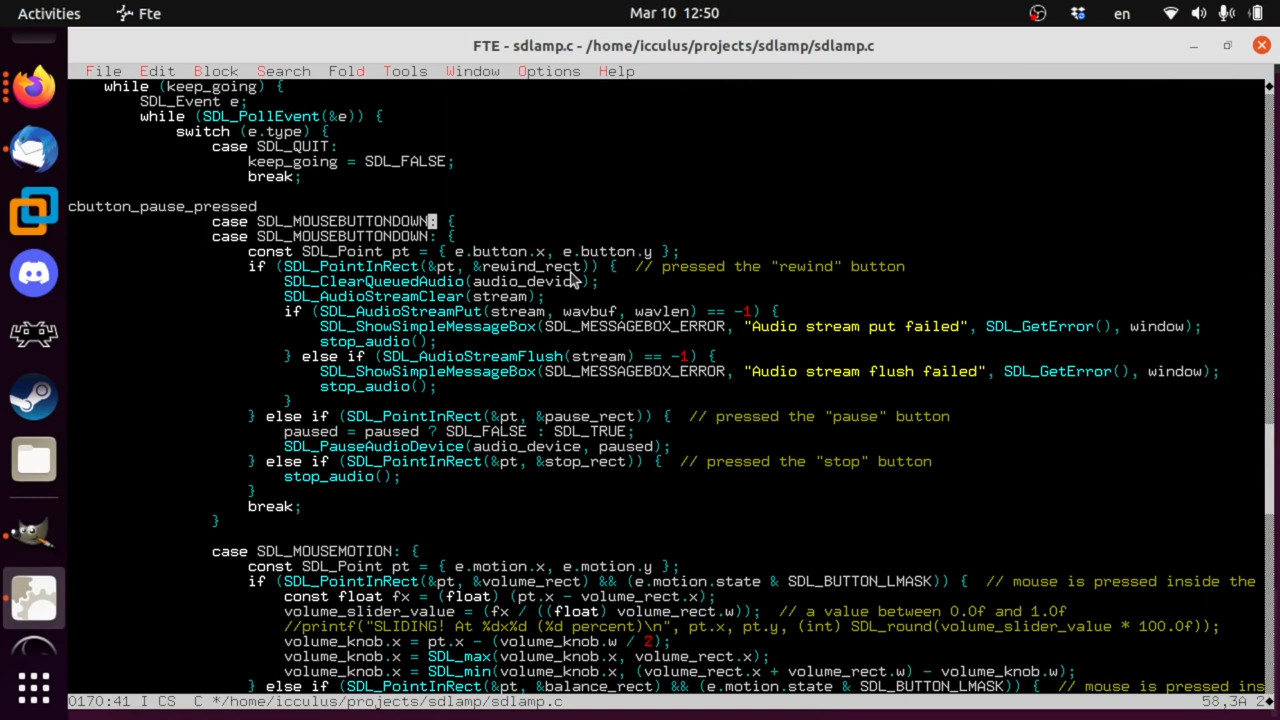 Activities Fte Mar 10 12:50 en
FTE - sdlamp.c - /home/icculus/projects/sdlamp/sdlamp.c
File Edit Block Search Fold Tools Window Options Help
while (keep_going) {
SDL_Event e;
while (SDL_PollEvent(&e)) {
switch (e.type) {
case SDL_QUIT:
keep_going = SDL_FALSE;
break;
cbutton_pause_pressed
case SDL_MOUSEBUTTONDOWN: {
case SDL_MOUSEBUTTONDOWN: {
const SDL_Point pt = { e.button.x, e.button.y };
if (SDL_PointInRect(&pt, &rewind_rect)) { // pressed the "rewind" button
SDL_ClearQueuedAudio(audio_device);
SDL_AudioStreamClear(stream);
if (SDL_AudioStreamPut(stream, wavbuf, wavlen) == -1) {
SDL_ShowSimpleMessageBox(SDL_MESSAGEBOX_ERROR, "Audio stream put failed", SDL_GetError(), window);
stop_audio();
} else if (SDL_AudioStreamFlush(stream) == -1) {
SDL_ShowSimpleMessageBox(SDL_MESSAGEBOX_ERROR, "Audio stream flush failed", SDL_GetError(), window);
stop_audio();
}
} else if (SDL_PointInRect(&pt, &pause_rect)) { // pressed the "pause" button
paused = paused ? SDL_FALSE : SDL_TRUE;
SDL_PauseAudioDevice(audio_device, paused);
} else if (SDL_PointInRect(&pt, &stop_rect)) { // pressed the "stop" button
stop_audio();
}
break;
}
case SDL_MOUSEMOTION: {
const SDL_Point pt = { e.motion.x, e.motion.y };
if (SDL_PointInRect(&pt, &volume_rect) && (e.motion.state & SDL_BUTTON_LMASK)) { // mouse is pressed inside the
const float fx = (float) (pt.x - volume_rect.x);
volume_slider_value = (fx / ((float) volume_rect.w)); // a value between 0.0f and 1.0f
//printf("SLIDING! At %dx%d (%d percent)\n", pt.x, pt.y, (int) SDL_round(volume_slider_value * 100.0f));
volume_knob.x = pt.x - (volume_knob.w / 2);
volume_knob.x = SDL_max(volume_knob.x, volume_rect.x);
volume_knob.x = SDL_min(volume_knob.x, (volume_rect.x + volume_rect.w) - volume_knob.w);
} else if (SDL_PointInRect(&pt, &balance_rect) && (e.motion.state & SDL_BUTTON_LMASK)) { // mouse is pressed ins
0170:41 I CS C */home/icculus/projects/sdlamp/sdlamp.c 58,3A 2